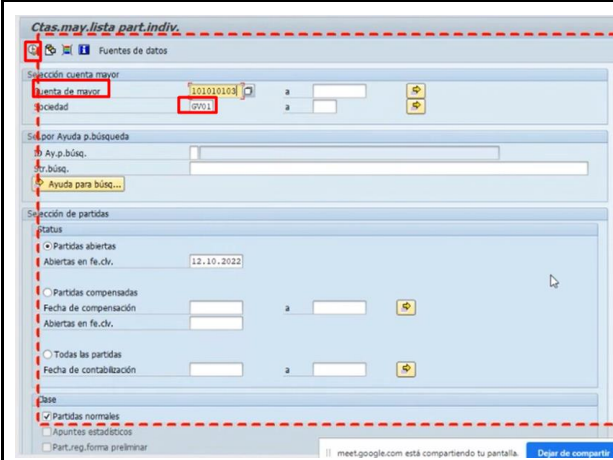 Ctas.may.lista part.indiv.
Fuentes de datos
Selección cuenta mayor
Cuenta de mayor 101010103 a
Sociedad GV01 a
Sel.por Ayuda p.búsqueda
ID Ay.p.búsq.
Str.búsq.
Ayuda para búsq...
Selección de partidas
Status
Partidas abiertas
Abiertas en fe.clv. 12.10.2022
Partidas compensadas
Fecha de compensación a
Abiertas en fe.clv.
Todas las partidas
Fecha de contabilización a
Clase
Partidas normales
Apuntes estadísticos
Part.reg.forma preliminar
meet.google.com está compartiendo tu pantalla. Dejar de compartir